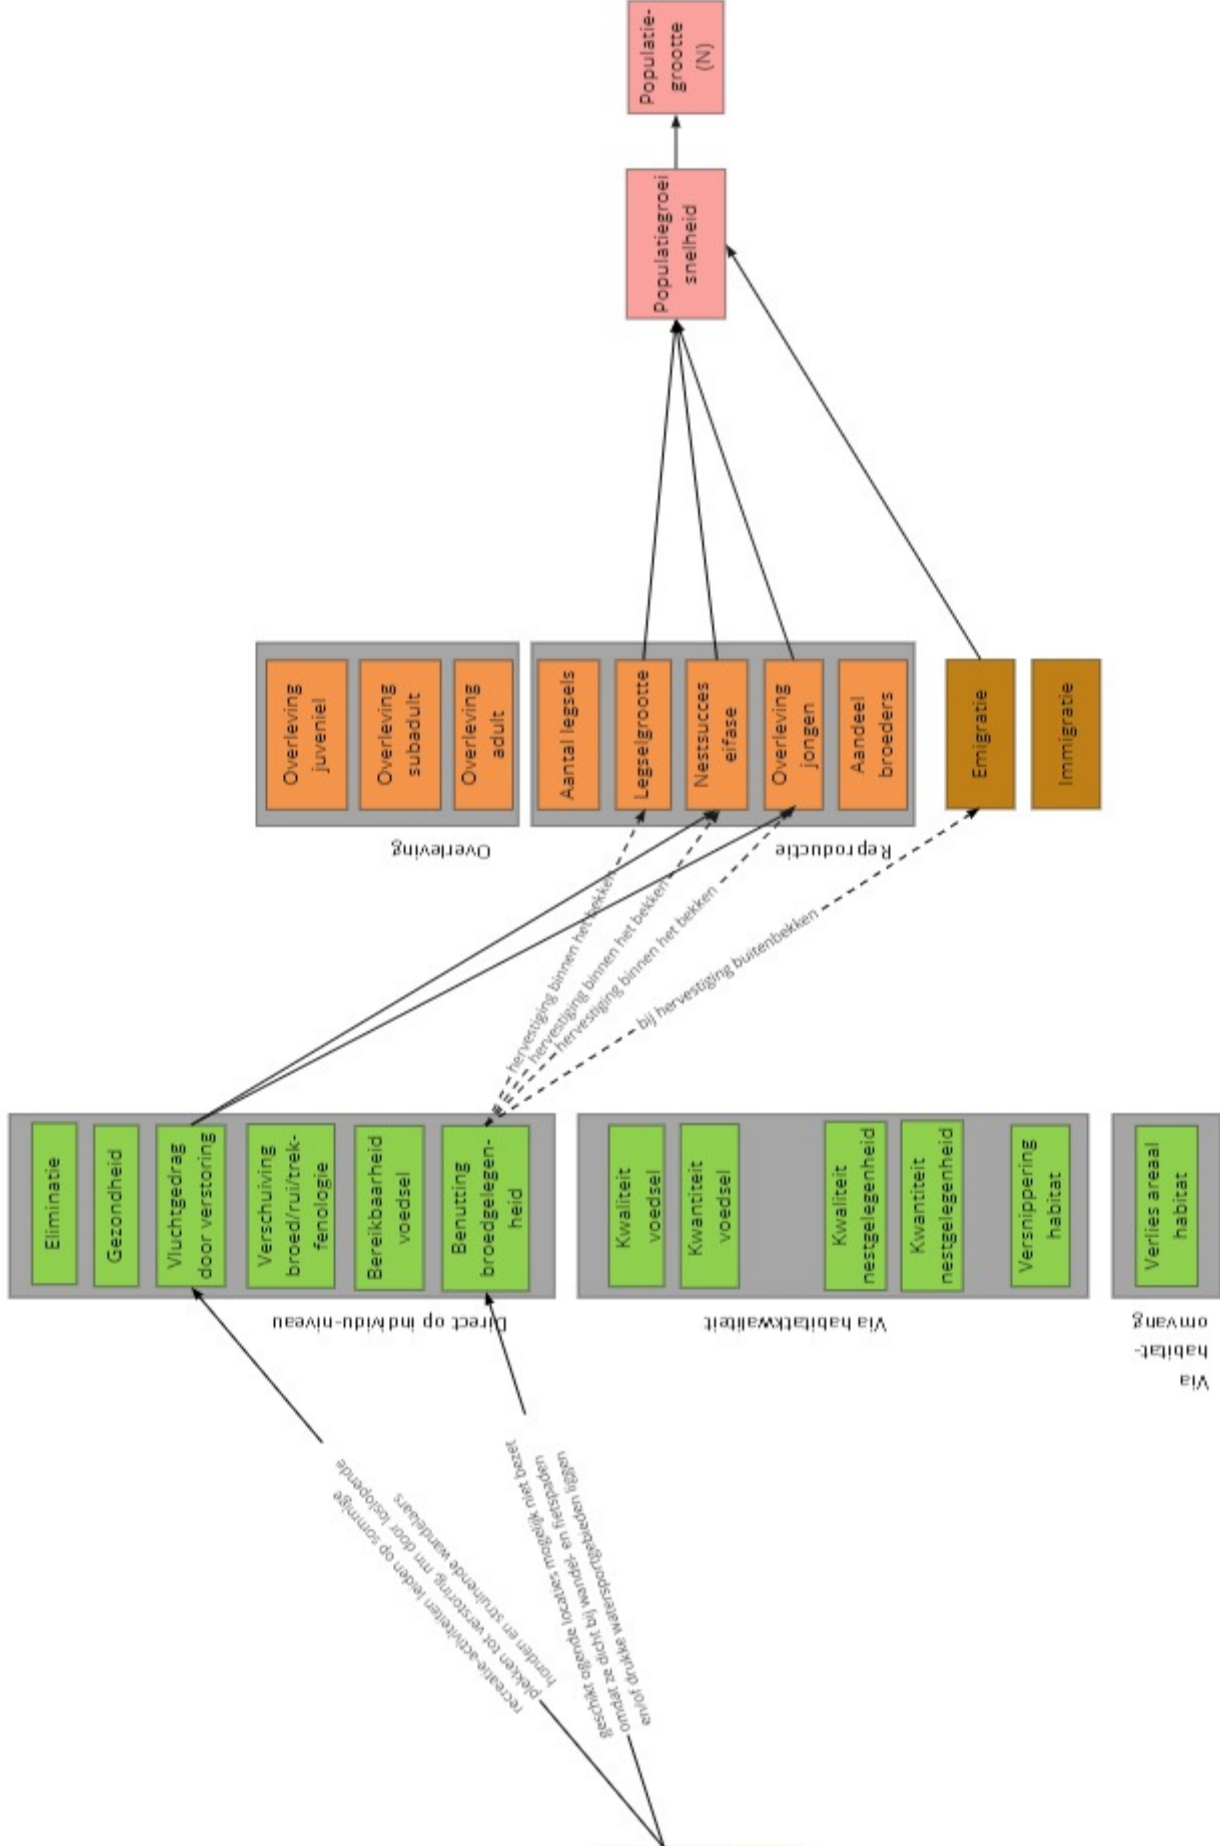 recreatie-activiteiten leiden op sommige
plekken tot verstoring, mn door loslopende
honden en struinende wandelaars
geschikt ogende locaties mogelijk niet bezet
omdat ze dicht bij wandel- en fietspaden
en/of drukke watersportgebieden liggen
Direct op individu-niveau
Eliminatie
Gezondheid
Vluchtgedrag
door verstoring
Verschuiving
broed/rui/trek-
fenologie
Bereikbaarheid
voedsel
Benutting
broedgelegen-
heid
Via habitatkwaliteit
Kwaliteit
voedsel
Kwantiteit
voedsel
Kwaliteit
nestgelegenheid
Kwantiteit
nestgelegenheid
Versnippering
habitat
Via
habitat-
omvang
Verlies areaal
habitat
hervestiging binnen het bekken
hervestiging binnen het bekken
hervestiging binnen het bekken
bij hervestiging buitenbekken
Overleving
Overleving
juveniel
Overleving
subadult
Overleving
adult
Reproductie
Aantal legsels
Legselgrootte
Nestsucces
eifase
Overleving
jongen
Aandeel
broeders
Emigratie
Immigratie
Populatiegroei
snelheid
Populatie-
grootte
(N)